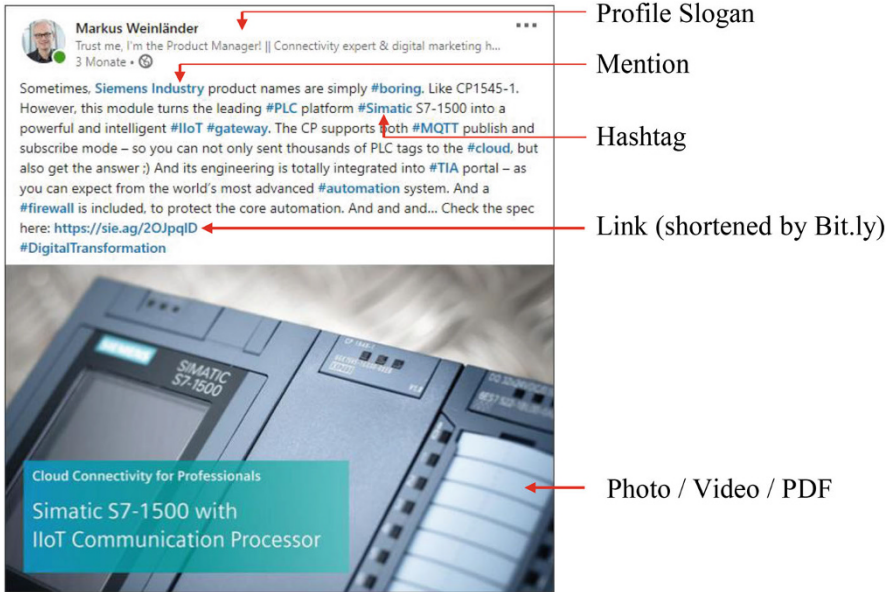 Markus Weinländer
Trust me, I'm the Product Manager! || Connectivity expert & digital marketing h...
3 Monate •
Sometimes, Siemens Industry product names are simply #boring. Like CP1545-1.
However, this module turns the leading #PLC platform #Simatic S7-1500 into a
powerful and intelligent #IIoT #gateway. The CP supports both #MQTT publish and
subscribe mode – so you can not only sent thousands of PLC tags to the #cloud, but
also get the answer ;) And its engineering is totally integrated into #TIA portal – as
you can expect from the world's most advanced #automation system. And a
#firewall is included, to protect the core automation. And and and... Check the spec
here: https://sie.ag/2OJpqlD
#DigitalTransformation
Profile Slogan
Mention
Hashtag
Link (shortened by Bit.ly)
Photo / Video / PDF
SIEMENS
SIMATIC
S7-1500
V1.0
Cloud Connectivity for Professionals
Simatic S7-1500 with
IIoT Communication Processor